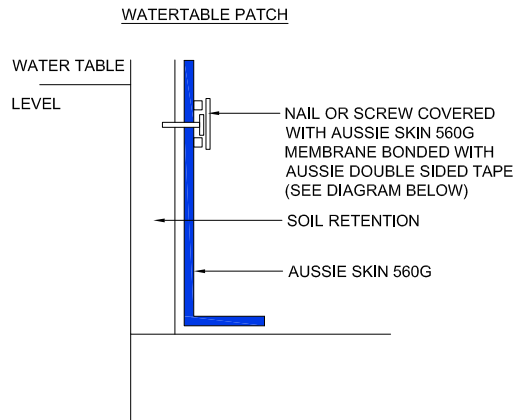 WATERTABLE PATCH
WATER TABLE
LEVEL
NAIL OR SCREW COVERED
WITH AUSSIE SKIN 560G
MEMBRANE BONDED WITH
AUSSIE DOUBLE SIDED TAPE
(SEE DIAGRAM BELOW)
SOIL RETENTION
AUSSIE SKIN 560G